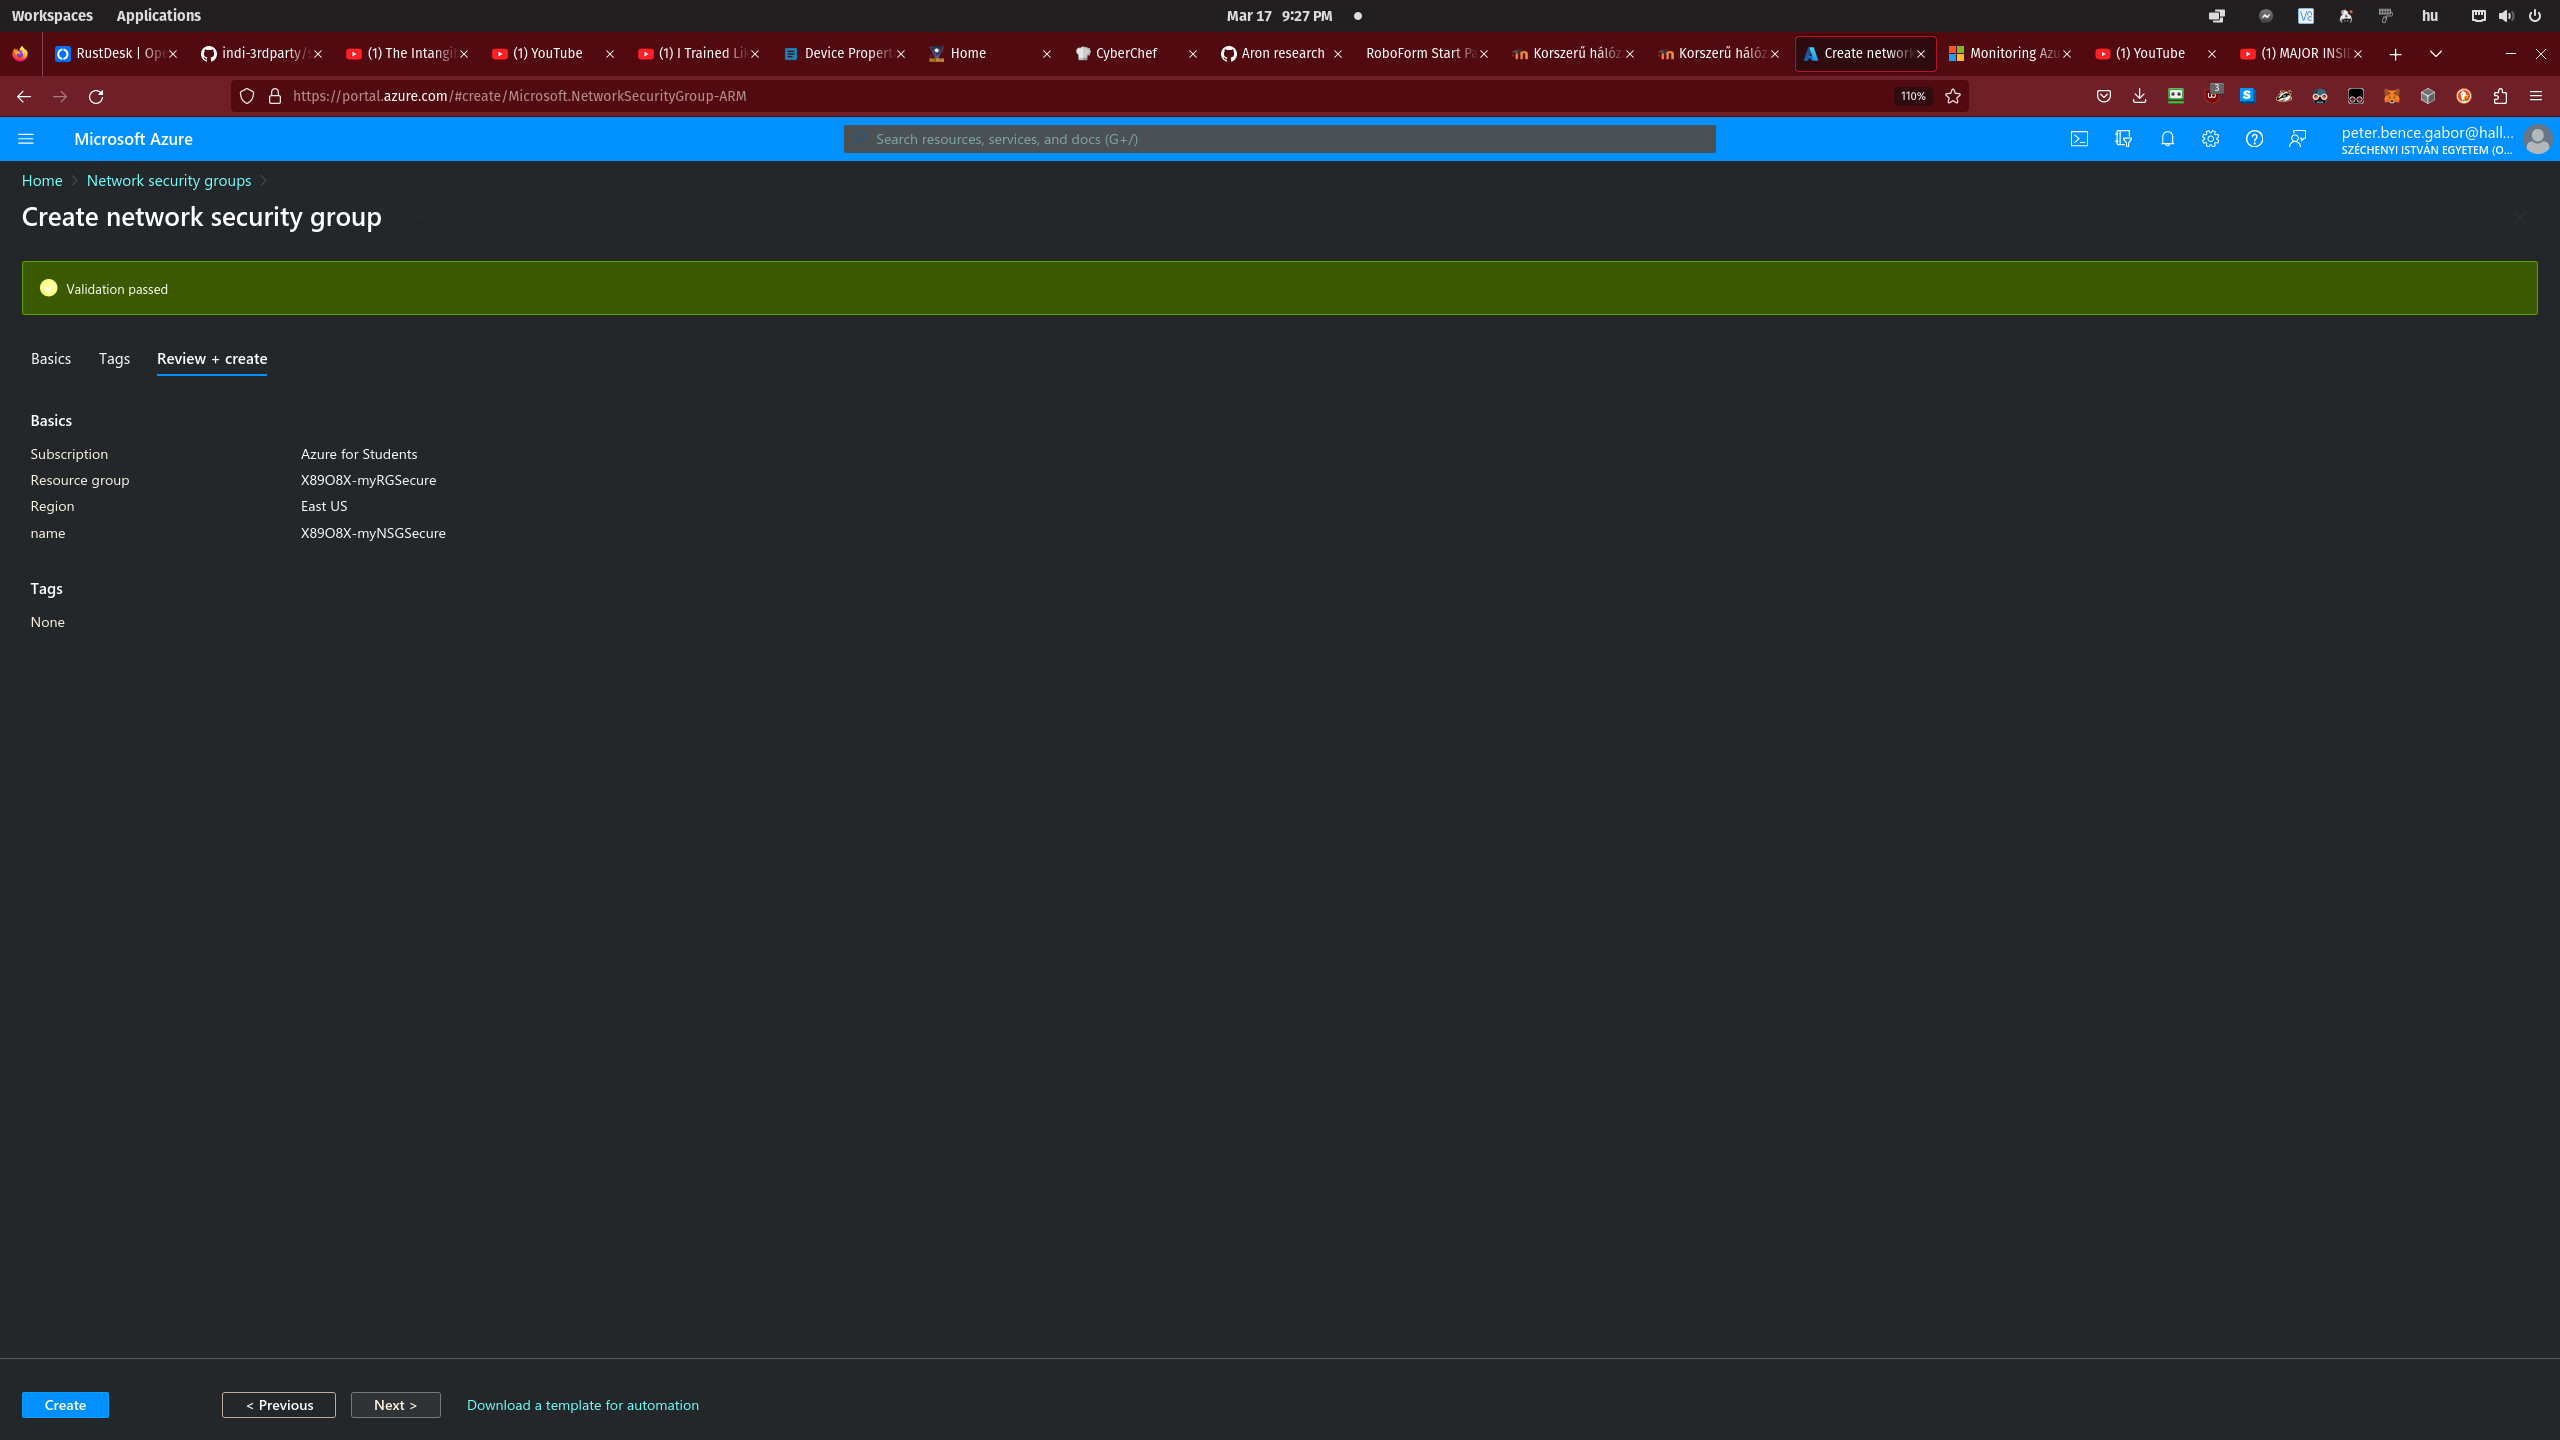 Workspaces Applications Mar 17 9:27 PM hu
RustDesk | Ope (1) indi-3rdparty/s (1) The Intangi (1) YouTube (1) I Trained Li Device Propert Home CyberChef Aron research RoboForm Start Pa Korszerű hálóz Korszerű hálóz Create network Monitoring Azu (1) YouTube (1) MAJOR INSI
https://portal.azure.com/#create/Microsoft.NetworkSecurityGroup-ARM 110% 3
Microsoft Azure Search resources, services, and docs (G+/) peter.bence.gabor@hall...
SZÉCHENYI ISTVÁN EGYETEM (O...
Home Network security groups
Create network security group
Validation passed
Basics Tags Review + create
Basics
Subscription Azure for Students
Resource group X89O8X-myRGSecure
Region East US
name X89O8X-myNSGSecure
Tags
None
Create < Previous Next > Download a template for automation